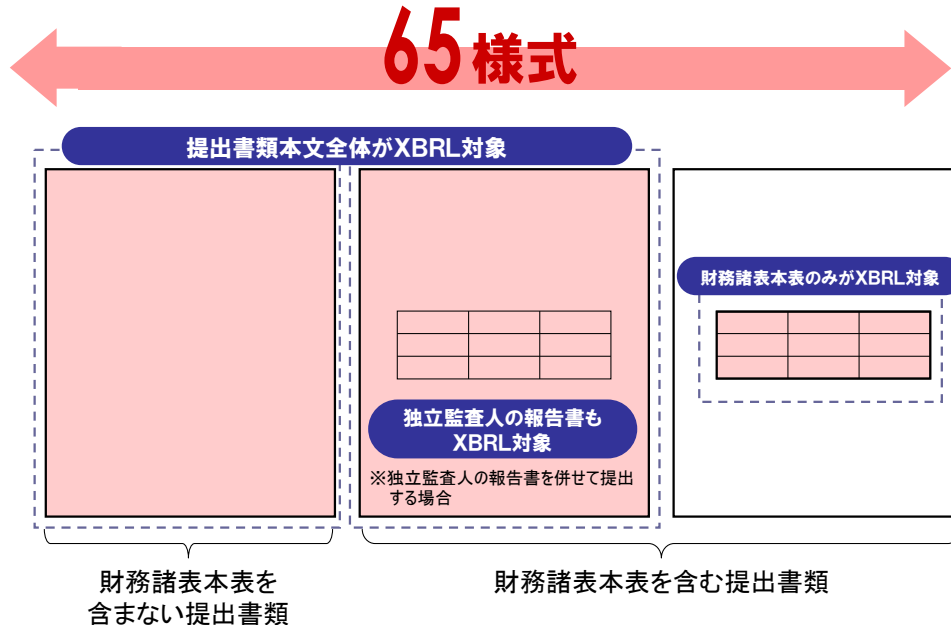 65様式
提出書類本文全体がXBRL対象
財務諸表本表のみがXBRL対象
独立監査人の報告書も
XBRL対象
※独立監査人の報告書を併せて提出
する場合
財務諸表本表を
含まない提出書類
財務諸表本表を含む提出書類